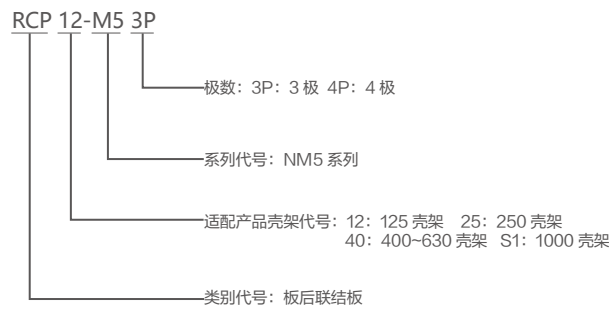 RCP 12-M5 3P
极数：3P：3 极 4P：4 极
系列代号：NM5 系列
适配产品壳架代号：12：125 壳架 25：250 壳架
40：400~630 壳架 S1：1000 壳架
类别代号：板后联结板